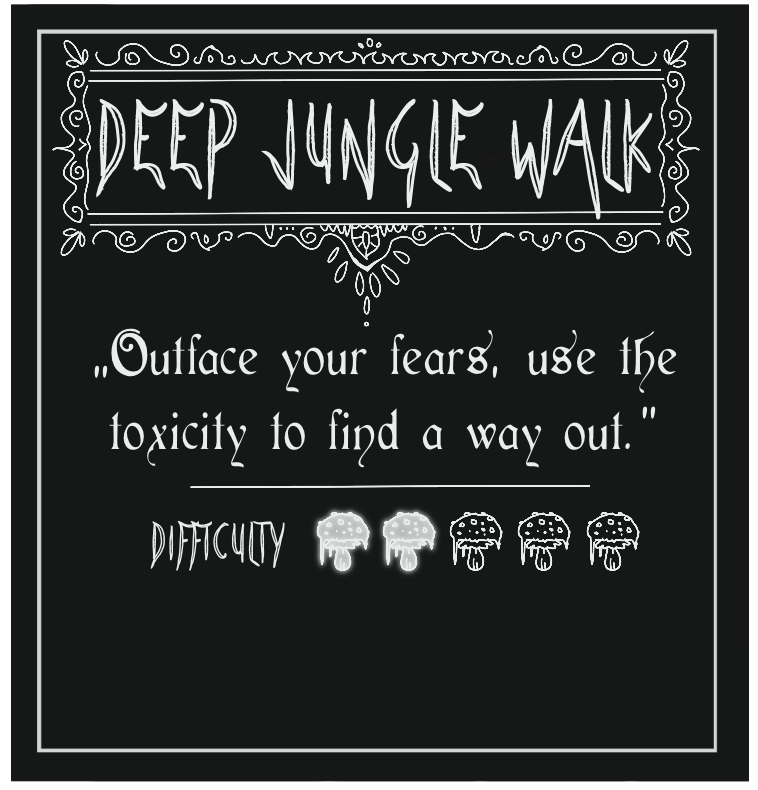 DEEP JUNGLE WALK
„Outface your fears, use the
toxicity to find a way out."
DIFFICULTY